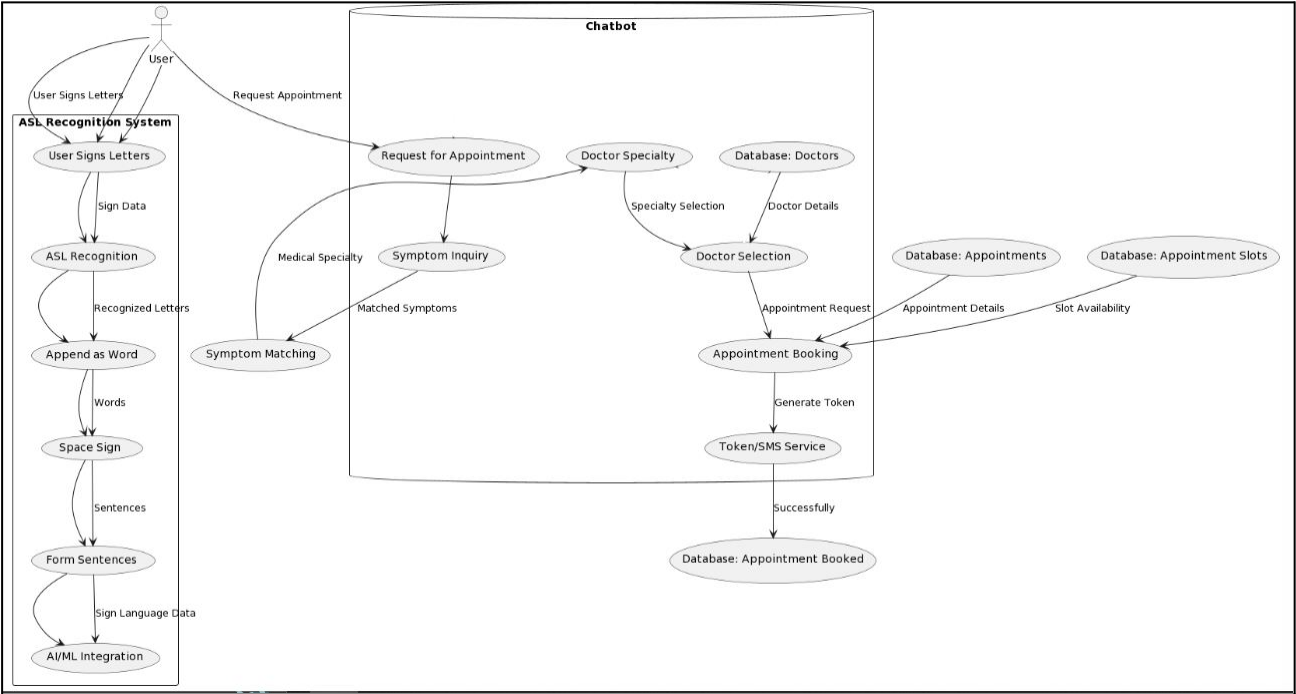 Chatbot
User
User Signs Letters
Request Appointment
ASL Recognition System
User Signs Letters
Request for Appointment
Doctor Specialty
Database: Doctors
Sign Data
Specialty Selection
Doctor Details
ASL Recognition
Medical Specialty
Symptom Inquiry
Doctor Selection
Database: Appointments
Database: Appointment Slots
Recognized Letters
Matched Symptoms
Appointment Request
Appointment Details
Slot Availability
Append as Word
Symptom Matching
Appointment Booking
Words
Generate Token
Space Sign
Token/SMS Service
Sentences
Successfully
Form Sentences
Database: Appointment Booked
Sign Language Data
AI/ML Integration